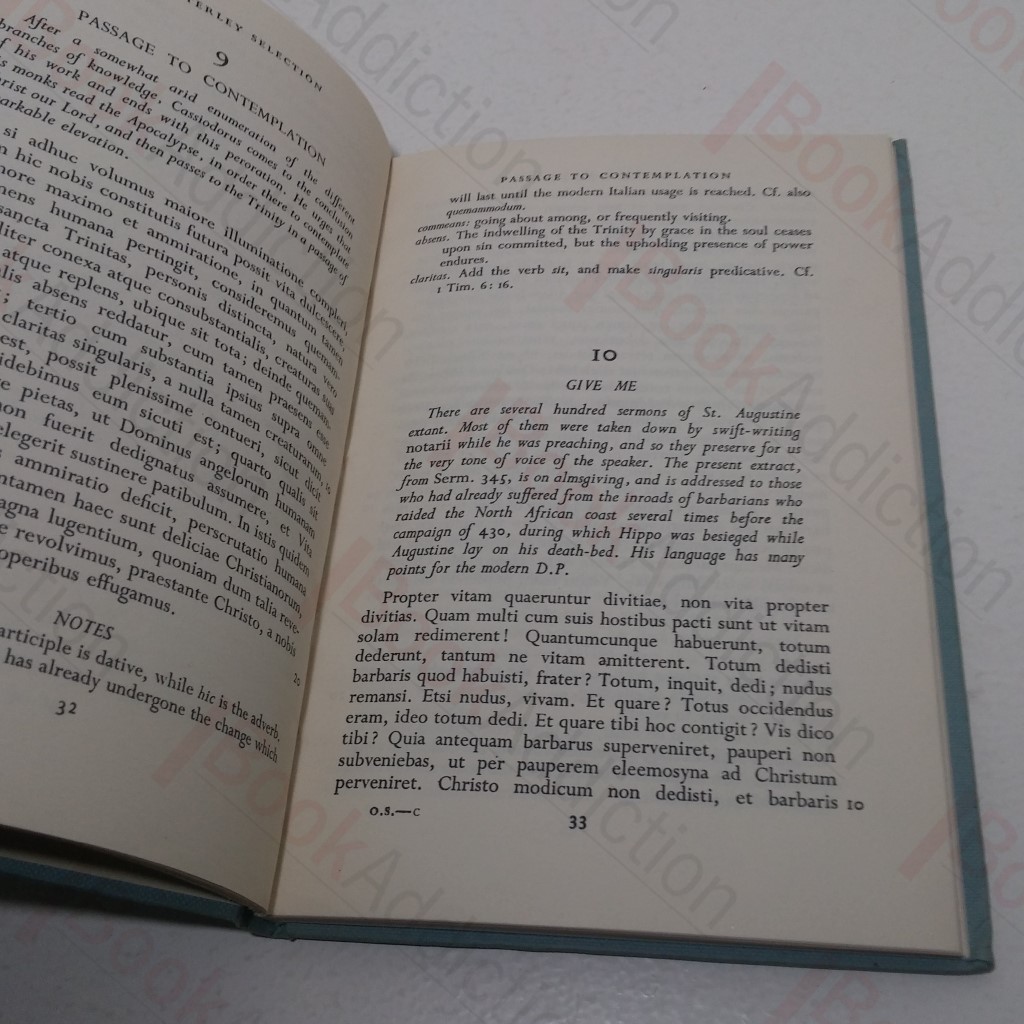 ERLEY SELECTION
9
PASSAGE TO CONTEMPLATION
After a somewhat arid enumeration of the different
branches of knowledge, Cassiodorus comes to the conclusion
of his work and ends with this peroration. He urges that
monks read the Apocalypse, in order there to contemplate
Christ our Lord, and then passes to the Trinity in a passage of
remarkable elevation.
si adhuc volumus maiore illuminatione compleri,
hic nobis constitutis futura possit vita dulcescere,
more maximo et ammiratione, in quantum tamen
mens humana pertingit, consideremus quemam-
sancta Trinitas, personis distincta, natura vero
conexa atque consubstantialis, creaturas suas
atque replens, ubique sit tota; deinde queman-
absens reddatur, cum tamen praesens esse
; tertio cum substantia ipsius supra omne
claritas singularis, a nulla tamen creaturarum,
est, possit plenissime contueri, sicut dicit
videbimus eum sicuti est; quarto qualis sit
pietas, ut Dominus angelorum humanam
non fuerit dedignatus assumere, et Vita
elegerit sustinere patibulum. In istis quidem
ammiratio deficit, perscrutatio humana
tamen haec sunt deliciae Christianorum,
magna lugentium, quoniam dum talia reve-
revolvimus, praestante Christo, a nobis
operibus effugamus. 20
NOTES
participle is dative, while hic is the adverb.
has already undergone the change which
32
PASSAGE TO CONTEMPLATION
will last until the modern Italian usage is reached. Cf. also
quemammodum.
commeans: going about among, or frequently visiting.
absens. The indwelling of the Trinity by grace in the soul ceases
upon sin committed, but the upholding presence of power
endures.
claritas. Add the verb sit, and make singularis predicative. Cf.
1 Tim. 6: 16.
10
GIVE ME
There are several hundred sermons of St. Augustine
extant. Most of them were taken down by swift-writing
notarii while he was preaching, and so they preserve for us
the very tone of voice of the speaker. The present extract,
from Serm. 345, is on almsgiving, and is addressed to those
who had already suffered from the inroads of barbarians who
raided the North African coast several times before the
campaign of 430, during which Hippo was besieged while
Augustine lay on his death-bed. His language has many
points for the modern D.P.
Propter vitam quaeruntur divitiae, non vita propter
divitias. Quam multi cum suis hostibus pacti sunt ut vitam
solam redimerent! Quantumcunque habuerunt, totum
dederunt, tantum ne vitam amitterent. Totum dedisti
barbaris quod habuisti, frater? Totum, inquit, dedi; nudus
remansi. Etsi nudus, vivam. Et quare? Totus occidendus
eram, ideo totum dedi. Et quare tibi hoc contigit? Vis dico
tibi? Quia antequam barbarus superveniret, pauperi non
subveniebas, ut per pauperem eleemosyna ad Christum
perveniret. Christo modicum non dedisti, et barbaris 10
O.S.—C
33
BookAddiction